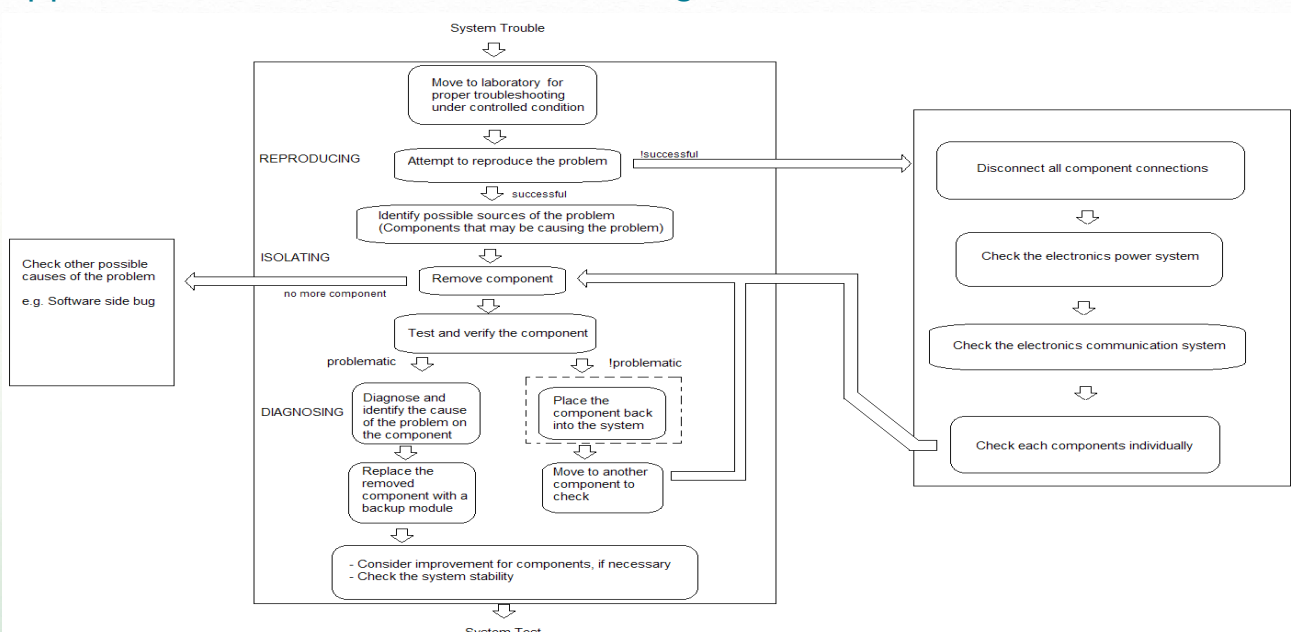 System Trouble
Move to laboratory for
proper troubleshooting
under controlled condition
REPRODUCING
Attempt to reproduce the problem
!successful
successful
Identify possible sources of the problem
(Components that may be causing the problem)
ISOLATING
Remove component
no more component
Check other possible
causes of the problem
e.g. Software side bug
Test and verify the component
problematic
!problematic
DIAGNOSING
Diagnose and
identify the cause
of the problem on
the component
Place the
component back
into the system
Replace the
removed
component with a
backup module
Move to another
component to
check
- Consider improvement for components, if necessary
- Check the system stability
System Test
Disconnect all component connections
Check the electronics power system
Check the electronics communication system
Check each components individually